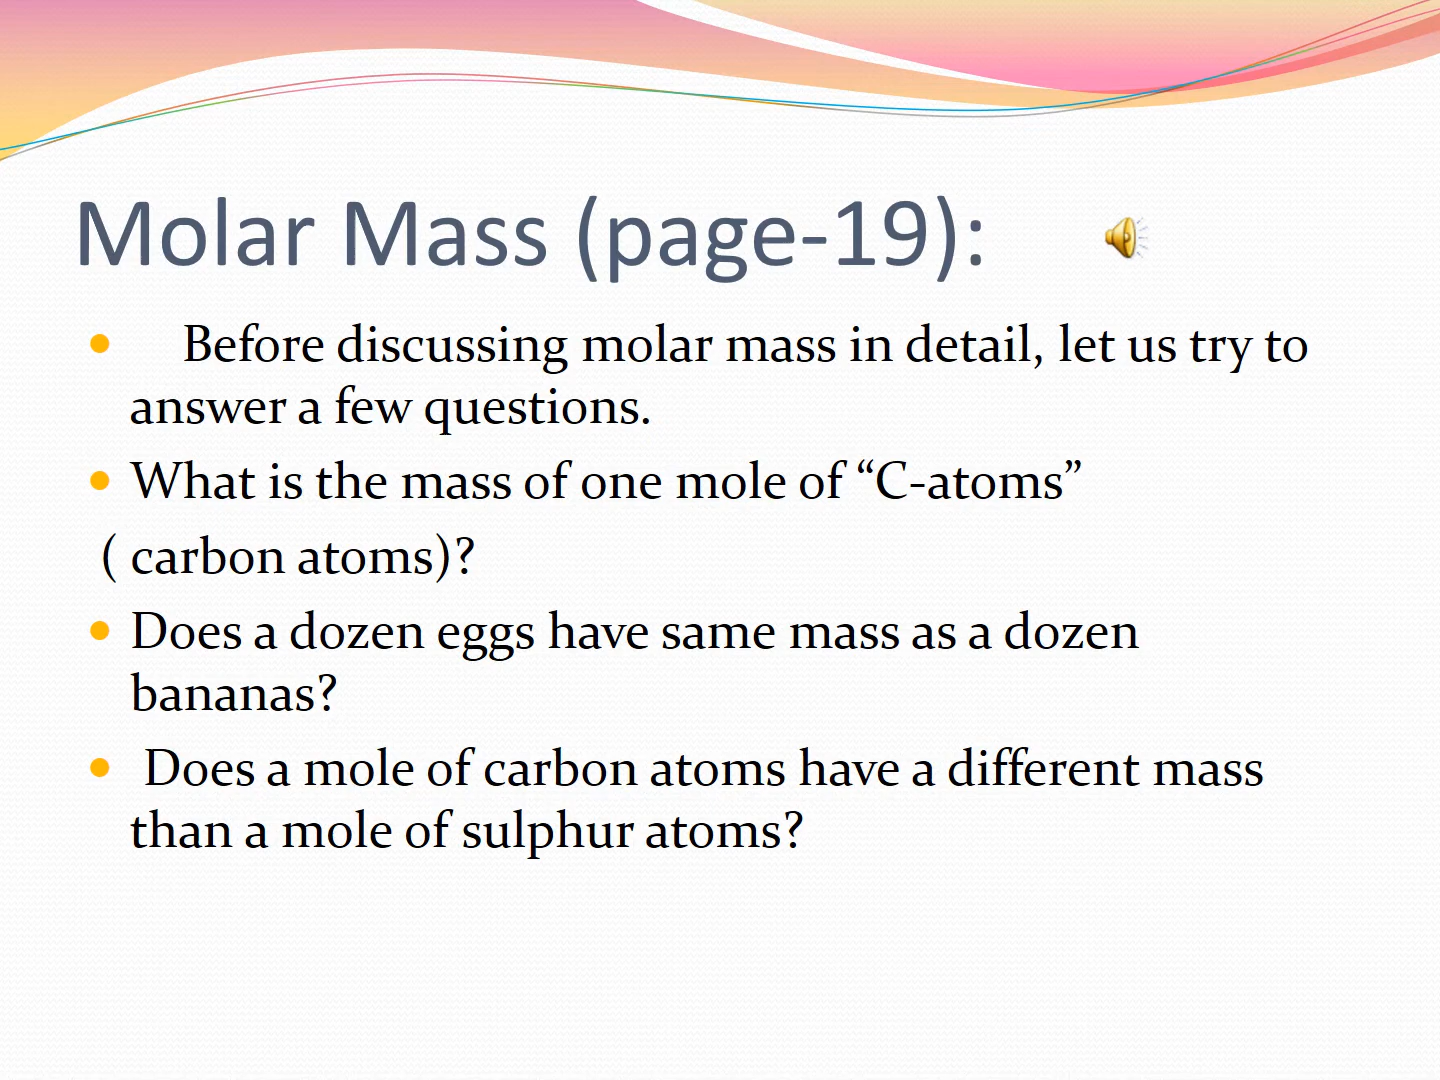 Molar Mass (page-19):
Before discussing molar mass in detail, let us try to
answer a few questions.
What is the mass of one mole of “C-atoms”
( carbon atoms)?
Does a dozen eggs have same mass as a dozen
bananas?
Does a mole of carbon atoms have a different mass
than a mole of sulphur atoms?